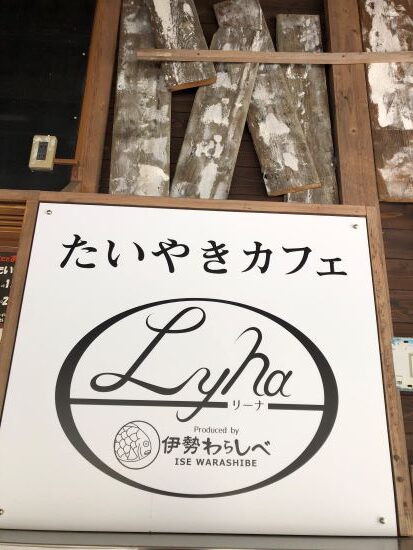 たいやきカフェ
Lyna
リーナ
Produced by
伊勢わらしべ
ISE WARASHIBE